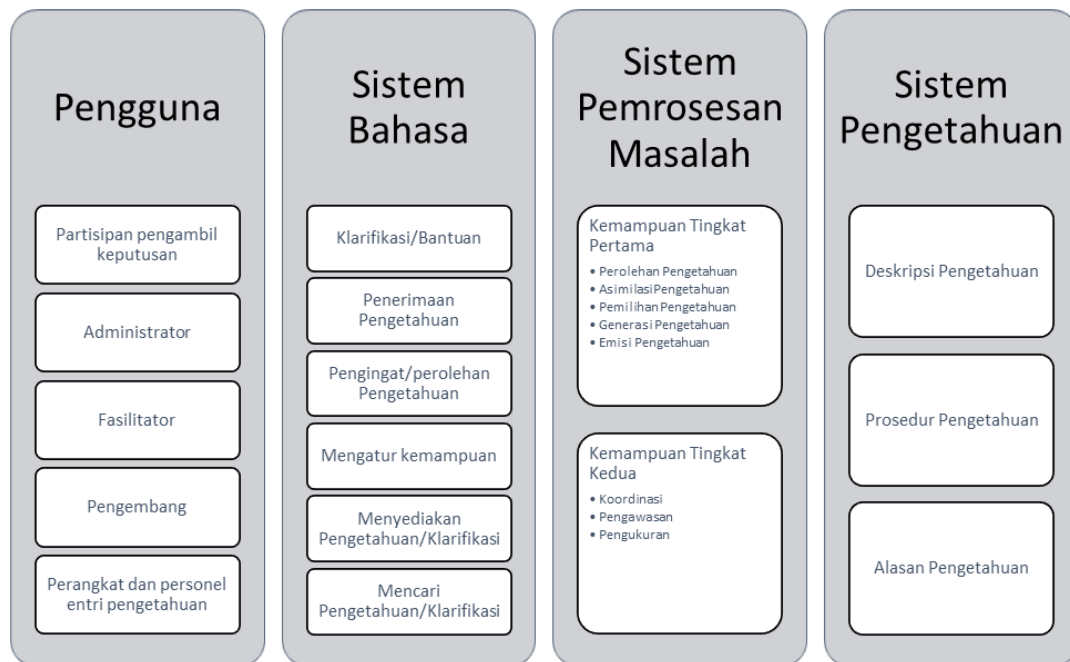 Pengguna
Partisipan pengambil
keputusan
Administrator
Fasilitator
Pengembang
Perangkat dan personel
entri pengetahuan
Sistem
Bahasa
Klarifikasi/Bantuan
Penerimaan
Pengetahuan
Pengingat/perolehan
Pengetahuan
Mengatur kemampuan
Menyediakan
Pengetahuan/Klarifikasi
Mencari
Pengetahuan/Klarifikasi
Sistem
Pemrosesan
Masalah
Kemampuan Tingkat
Pertama
• Perolehan Pengetahuan
• Asimilasi Pengetahuan
• Pemilihan Pengetahuan
• Generasi Pengetahuan
• Emisi Pengetahuan
Kemampuan Tingkat
Kedua
• Koordinasi
• Pengawasan
• Pengukuran
Sistem
Pengetahuan
Deskripsi Pengetahuan
Prosedur Pengetahuan
Alasan Pengetahuan